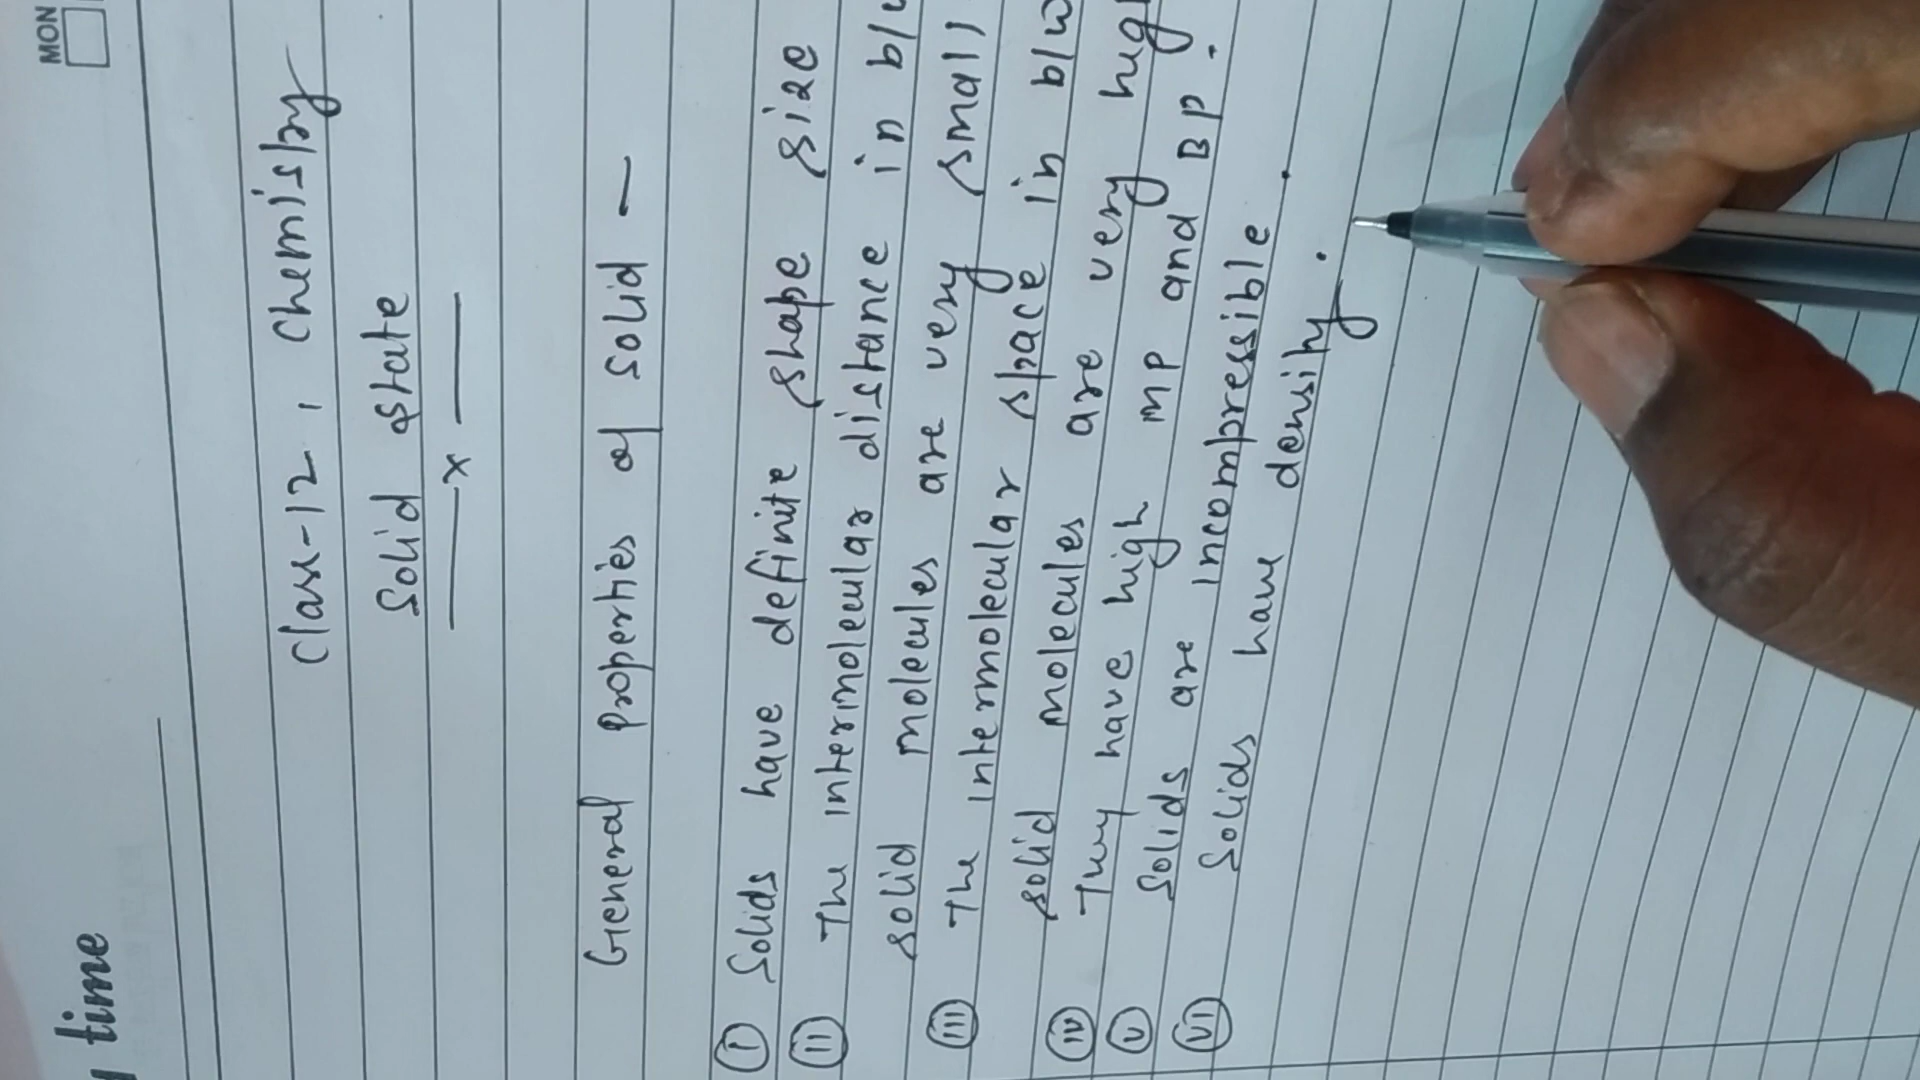 MON
time
Class-12, Chemistry
Solid state
x
General properties of solid —
(i) Solids have definite shape size
(ii) The intermolecular distance in b/w
solid molecules are very small
(iii) The intermolecular space in b/w
solid molecules are very high
(iv) They have high mp and BP.
(v) Solids are incompressible.
(vi) Solids have density.